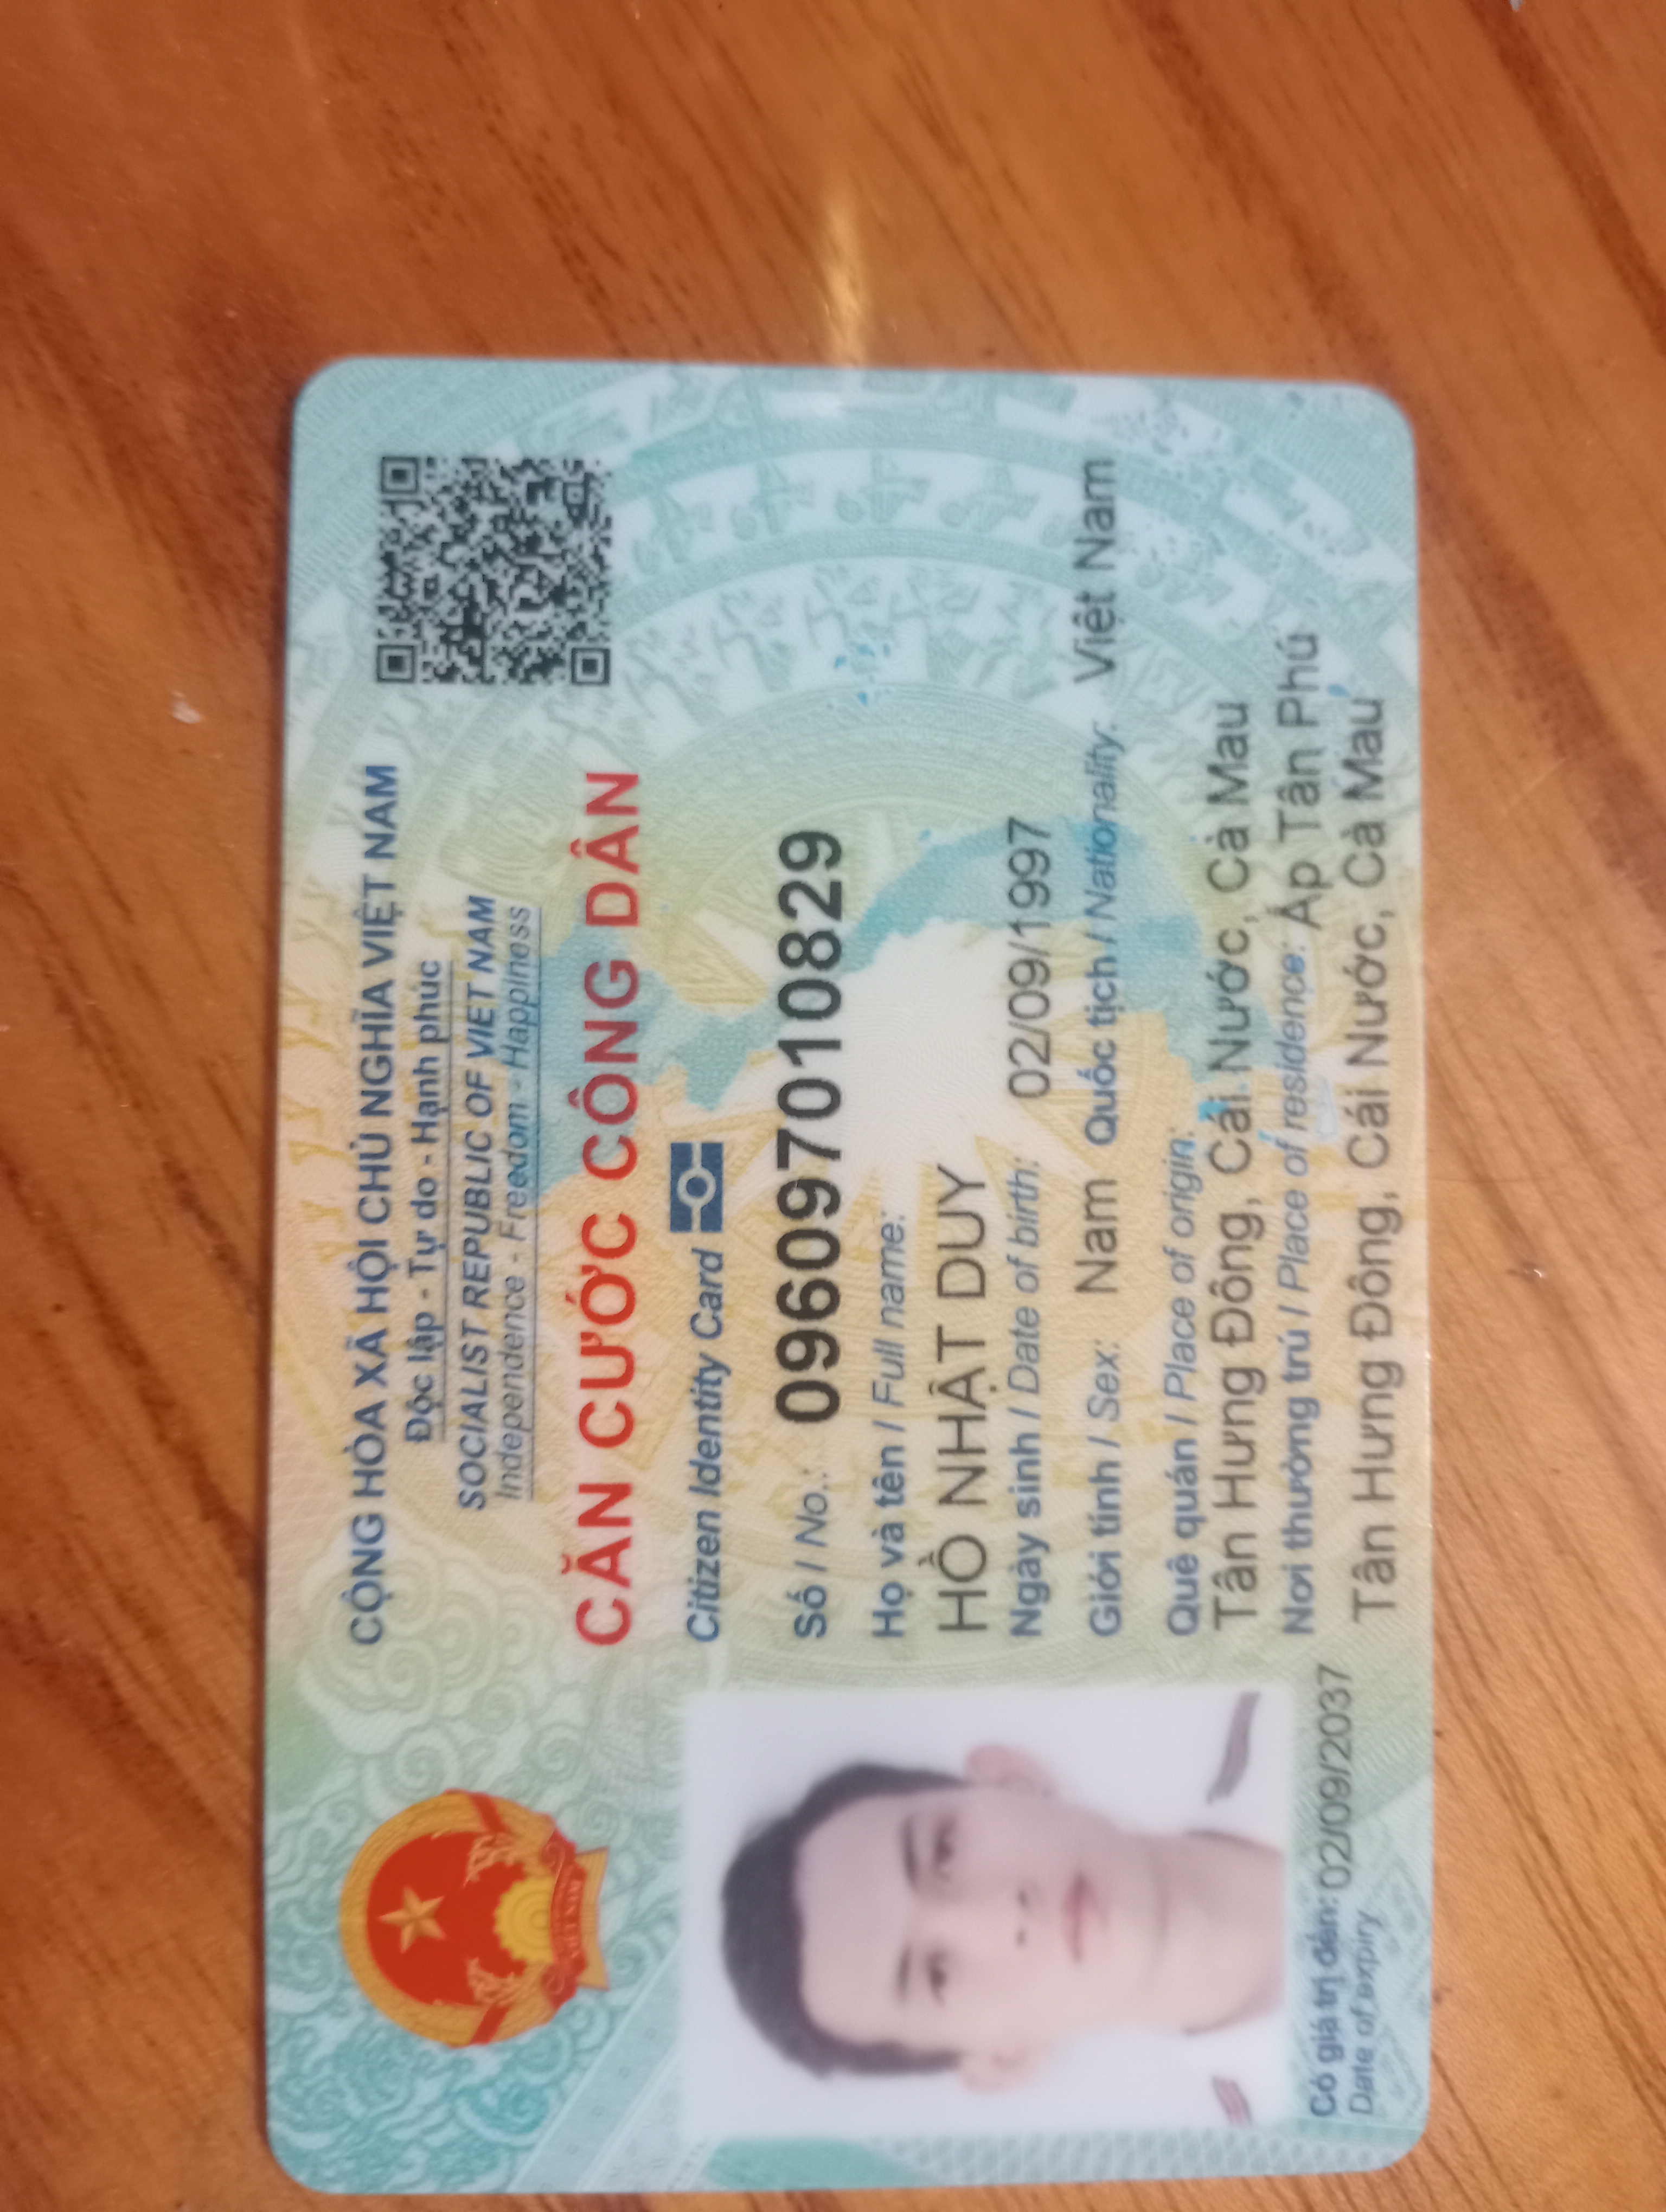 CỘNG HÒA XÃ HỘI CHỦ NGHĨA VIỆT NAM
Độc lập - Tự do - Hạnh phúc
SOCIALIST REPUBLIC OF VIET NAM
Independence - Freedom - Happiness
CĂN CƯỚC CÔNG DÂN
Citizen Identity Card
Số / No.: 096097010829
Họ và tên / Full name:
HỒ NHẬT DUY
Ngày sinh / Date of birth: 02/09/1997
Giới tính / Sex: Nam Quốc tịch / Nationality: Việt Nam
Quê quán / Place of origin:
Tân Hưng Đông, Cái Nước, Cà Mau
Nơi thường trú / Place of residence: Ấp Tân Phú
Tân Hưng Đông, Cái Nước, Cà Mau
Có giá trị đến: 02/09/2037
Date of expiry